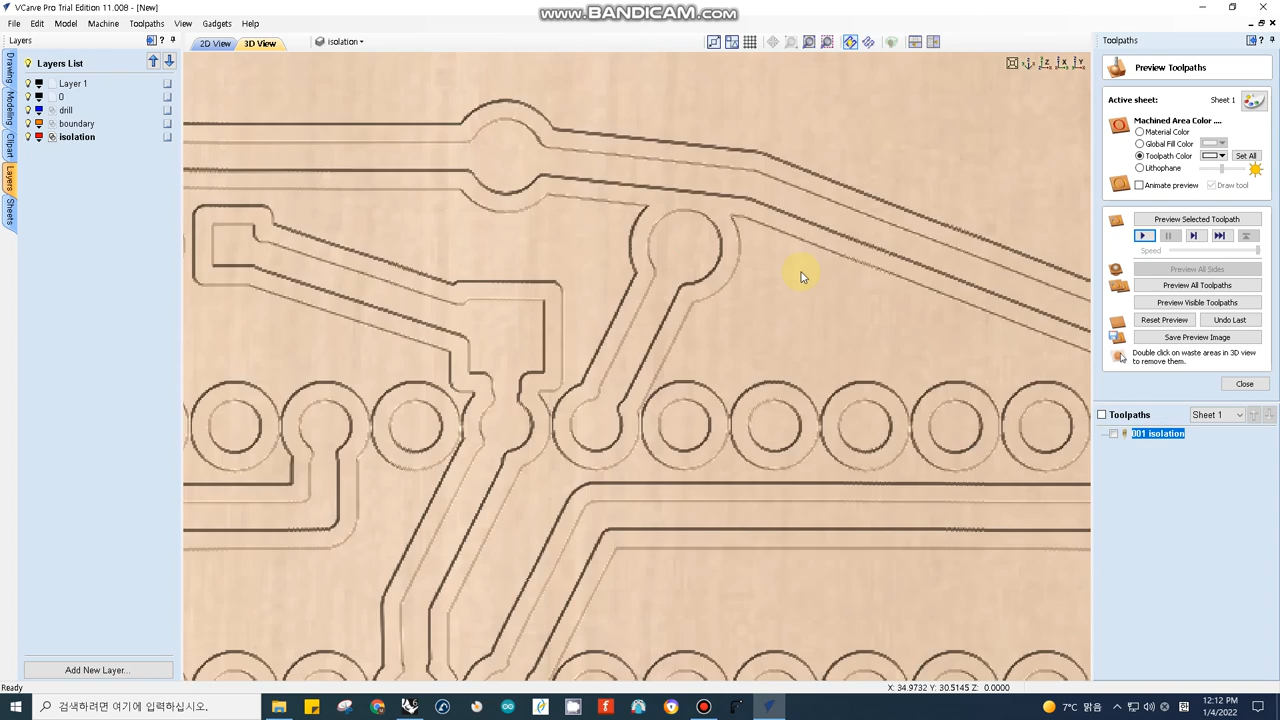 VCarve Pro Trial Edition 11.008 - [New]
www.BANDICAM.com
File Edit Model Machine Toolpaths View Gadgets Help
Layers
2D View 3D View isolation
Toolpaths
Layers List
Layer 1
0
drill
boundary
isolation
Drawing
Modeling
Clipart
Layers
Sheets
Preview Toolpaths
Active sheet: Sheet 1
Machined Area Color ....
Material Color
Global Fill Color
Toolpath Color Set All
Lithophane
Animate preview Draw tool
Preview Selected Toolpath
Speed
Preview All Sides
Preview All Toolpaths
Preview Visible Toolpaths
Reset Preview Undo Last
Save Preview Image
Double click on waste areas in 3D view
to remove them.
Close
Toolpaths Sheet 1
001 isolation
Add New Layer...
Ready
X: 34.9732 Y: 30.5145 Z: 0.0000
검색하려면 여기에 입력하십시오.
7°C 맑음
12:12 PM
1/4/2022